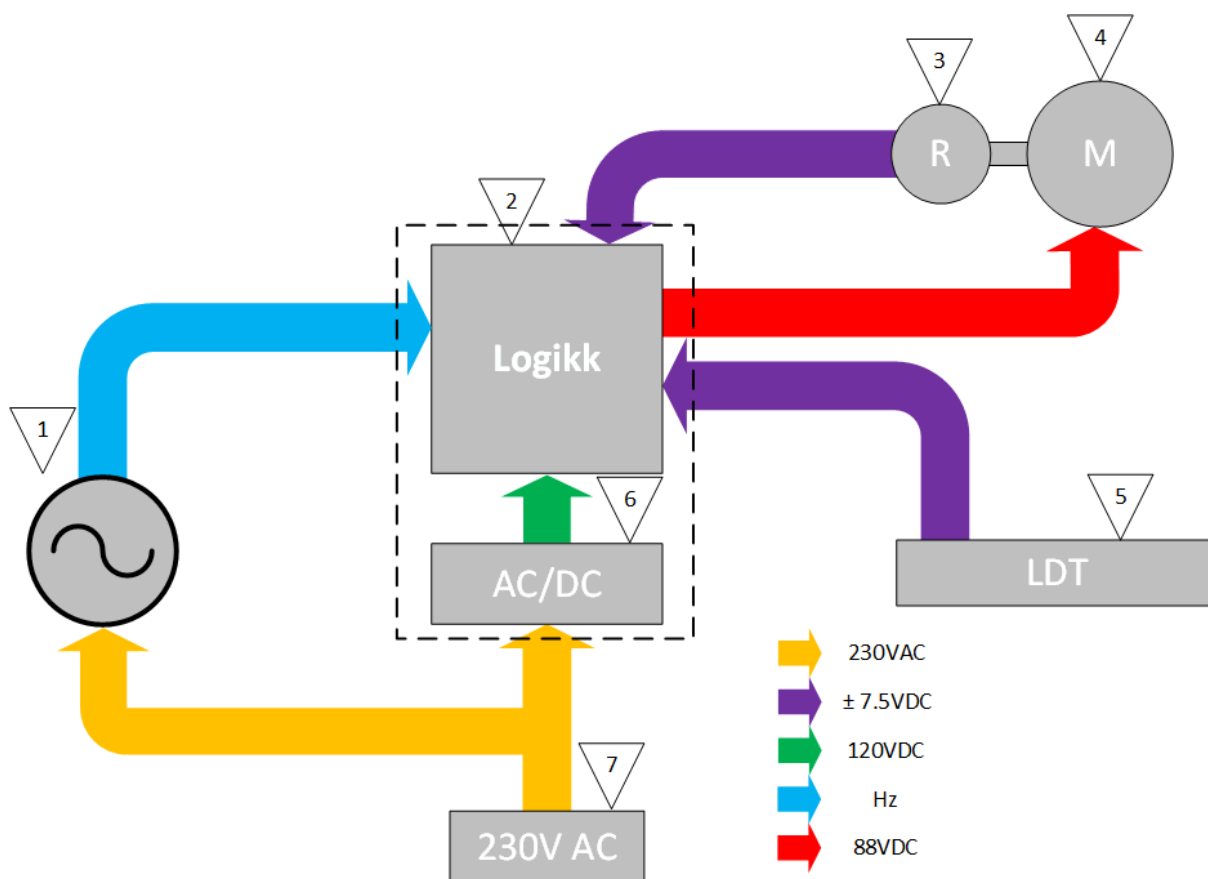 4
3
R
M
2
Logikk
1
5
6
LDT
AC/DC
230VAC
± 7.5VDC
7
120VDC
Hz
230V AC
88VDC